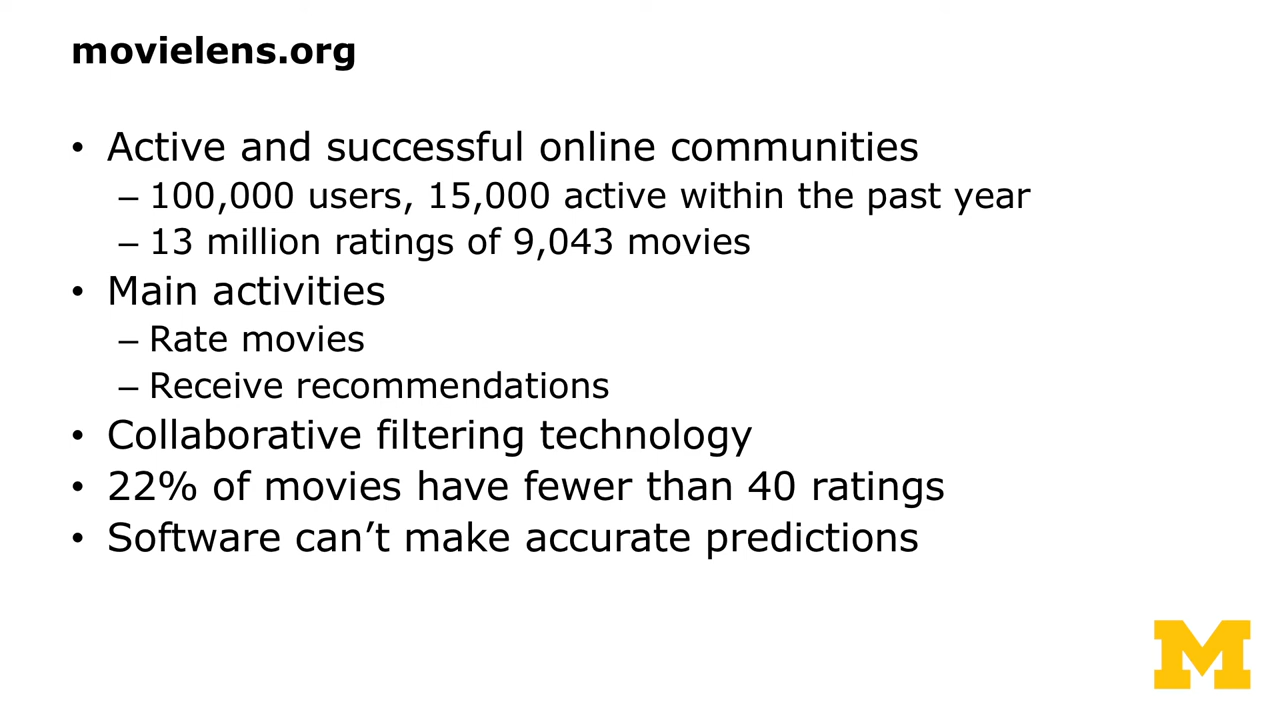 movielens.org
• Active and successful online communities
– 100,000 users, 15,000 active within the past year
– 13 million ratings of 9,043 movies
• Main activities
– Rate movies
– Receive recommendations
• Collaborative filtering technology
• 22% of movies have fewer than 40 ratings
• Software can’t make accurate predictions
M